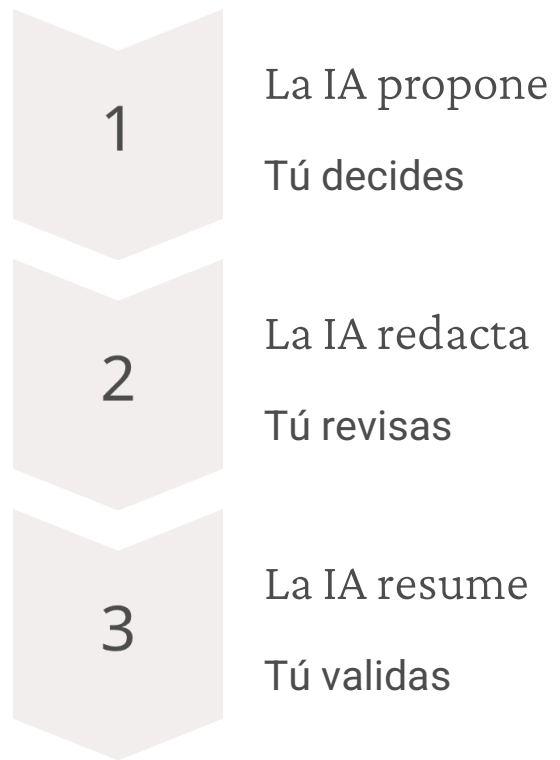 1
La IA propone
Tú decides
2
La IA redacta
Tú revisas
3
La IA resume
Tú validas